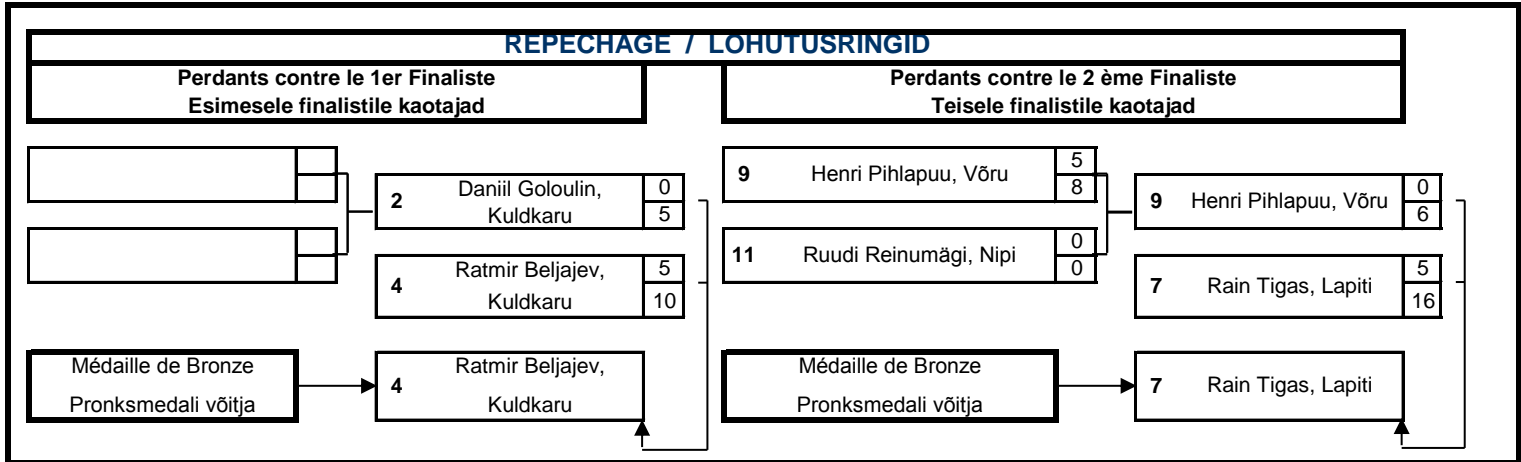 REPECHAGE / LOHUTUSRINGID
Perdants contre le 1er Finaliste
Esimesele finalistile kaotajad
Perdants contre le 2 ème Finaliste
Teisele finalistile kaotajad
2 Daniil Goloulin, Kuldkaru 0 5
4 Ratmir Beljajev, Kuldkaru 5 10
9 Henri Pihlapuu, Võru 5 8
11 Ruudi Reinumägi, Nipi 0 0
9 Henri Pihlapuu, Võru 0 6
7 Rain Tigas, Lapiti 5 16
Médaille de Bronze
Pronksmedali võitja
4 Ratmir Beljajev, Kuldkaru
Médaille de Bronze
Pronksmedali võitja
7 Rain Tigas, Lapiti